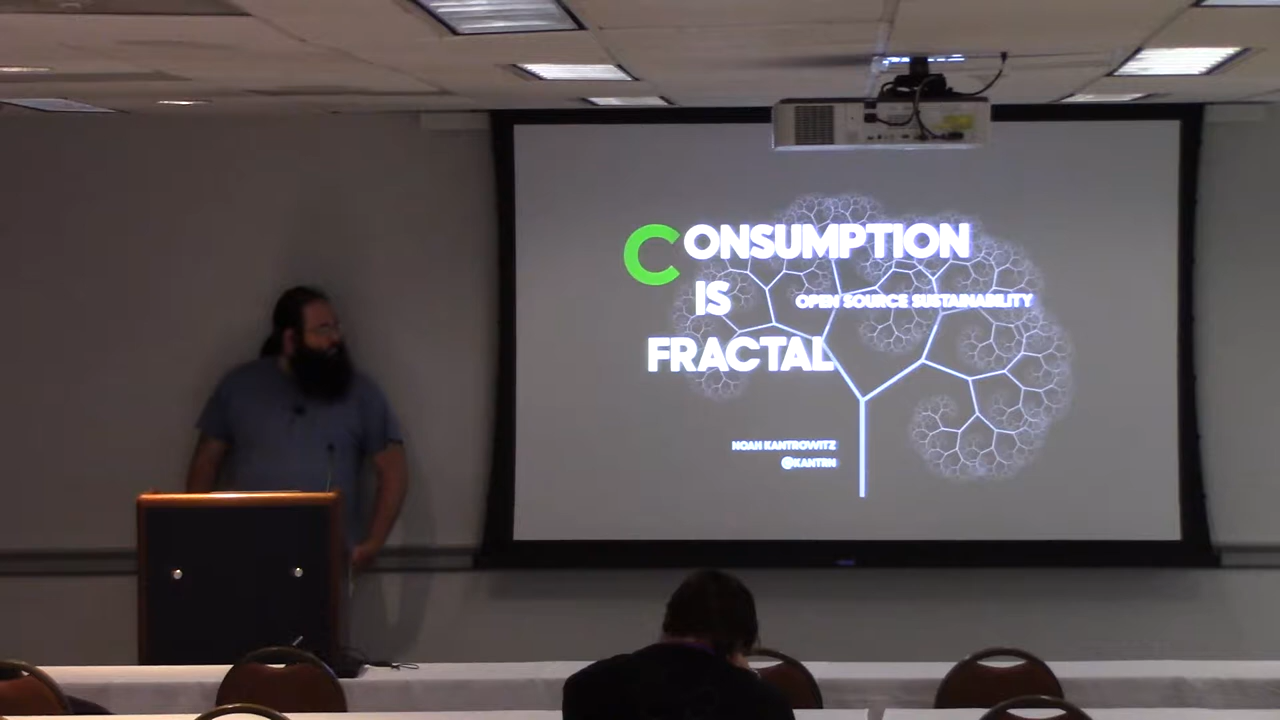 CONSUMPTION
IS
OPEN SOURCE SUSTAINABILITY
FRACTAL
NOAH KANTROWITZ
@KANTRN